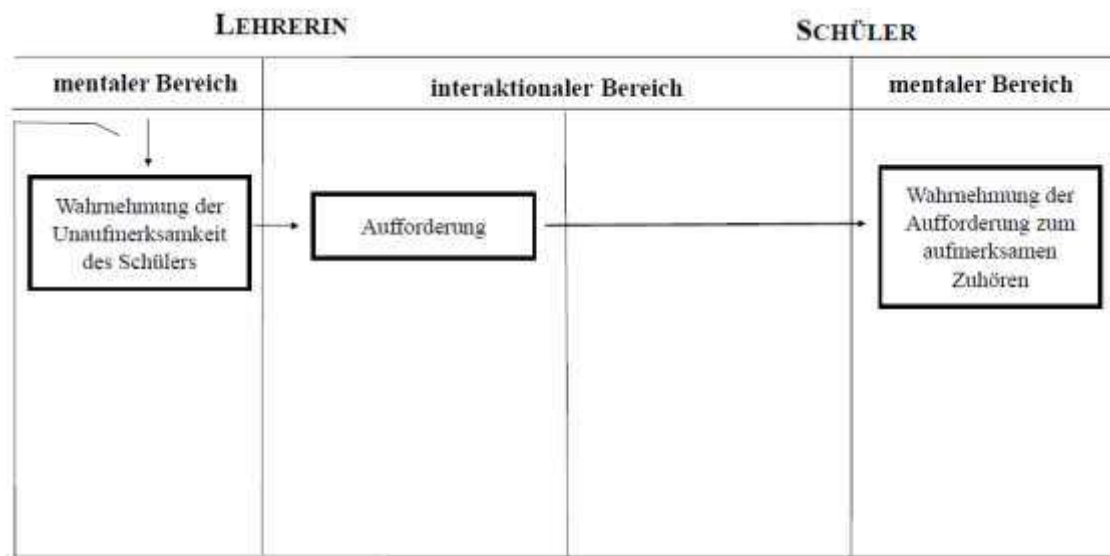 LEHRERIN
SCHÜLER
mentaler Bereich
interaktionaler Bereich
mentaler Bereich
Wahrnehmung der
Unaufmerksamkeit
des Schülers
Aufforderung
Wahrnehmung der
Aufforderung zum
aufmerksamen
Zuhören